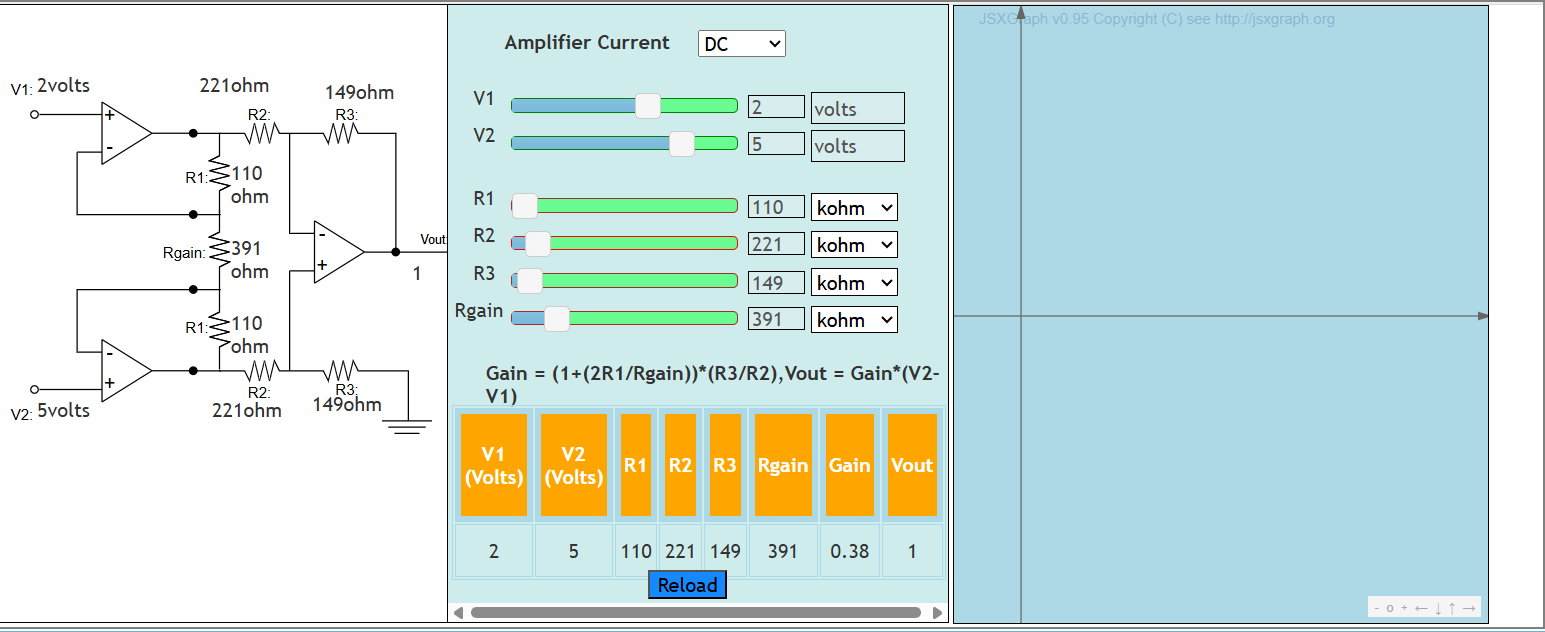 V1: 2volts
221ohm
149ohm
R2:
R3:
+
-
R1:
110
ohm
Rgain:
391
ohm
-
+
Vout:
1
R1:
110
ohm
-
+
R2:
R3:
V2: 5volts
221ohm
149ohm
Amplifier Current DC
V1 2 volts
V2 5 volts
R1 110 kohm
R2 221 kohm
R3 149 kohm
Rgain 391 kohm
Gain = (1+(2R1/Rgain))*(R3/R2),Vout = Gain*(V2-
V1)
V1 (Volts) V2 (Volts) R1 R2 R3 Rgain Gain Vout
2 5 110 221 149 391 0.38 1
Reload
JSXGraph v0.95 Copyright (C) see http://jsxgraph.org
- o + ← ↓ ↑ →